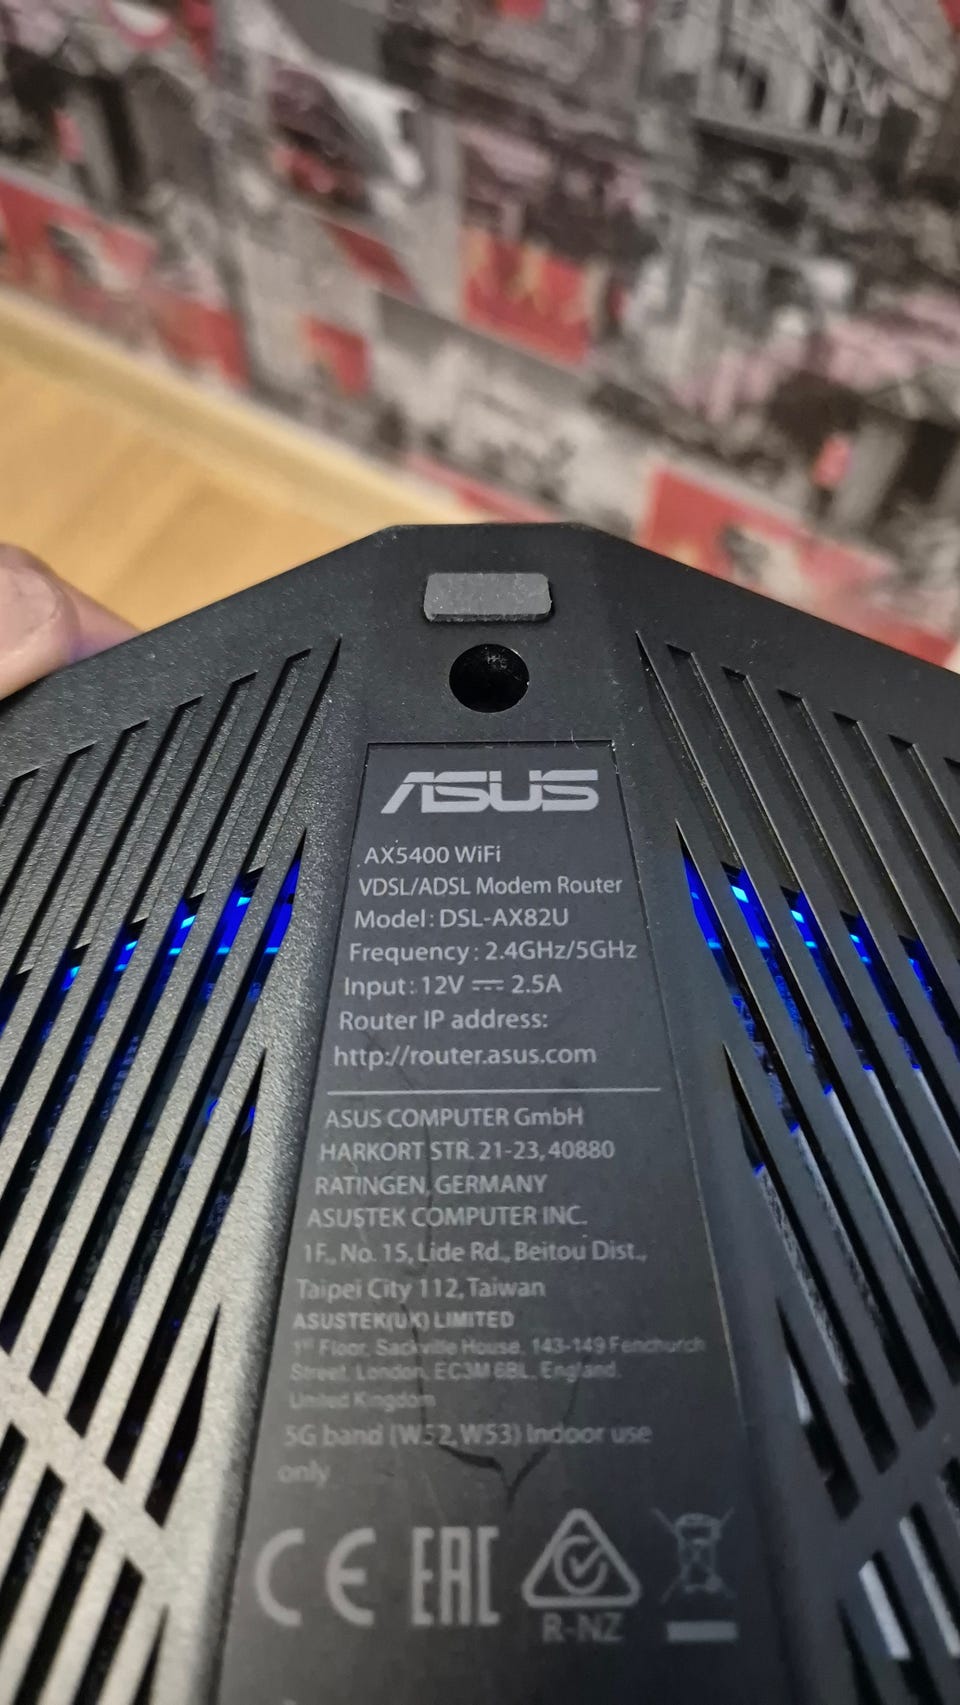 ASUS
AX5400 WiFi
VDSL/ADSL Modem Router
Model: DSL-AX82U
Frequency: 2.4GHz/5GHz
Input: 12V ⎓ 2.5A
Router IP address:
http://router.asus.com
ASUS COMPUTER GmbH
HARKORT STR. 21-23, 40880
RATINGEN, GERMANY
ASUSTEK COMPUTER INC.
1F., No. 15, Lide Rd., Beitou Dist.,
Taipei City 112, Taiwan
ASUSTEK(UK) LIMITED
1st Floor, Sackville House, 143-149 Fenchurch
Street, London, EC3M 6BL, England,
United Kingdom
5G band (W52, W53) Indoor use
only
CE EAC
R-NZ